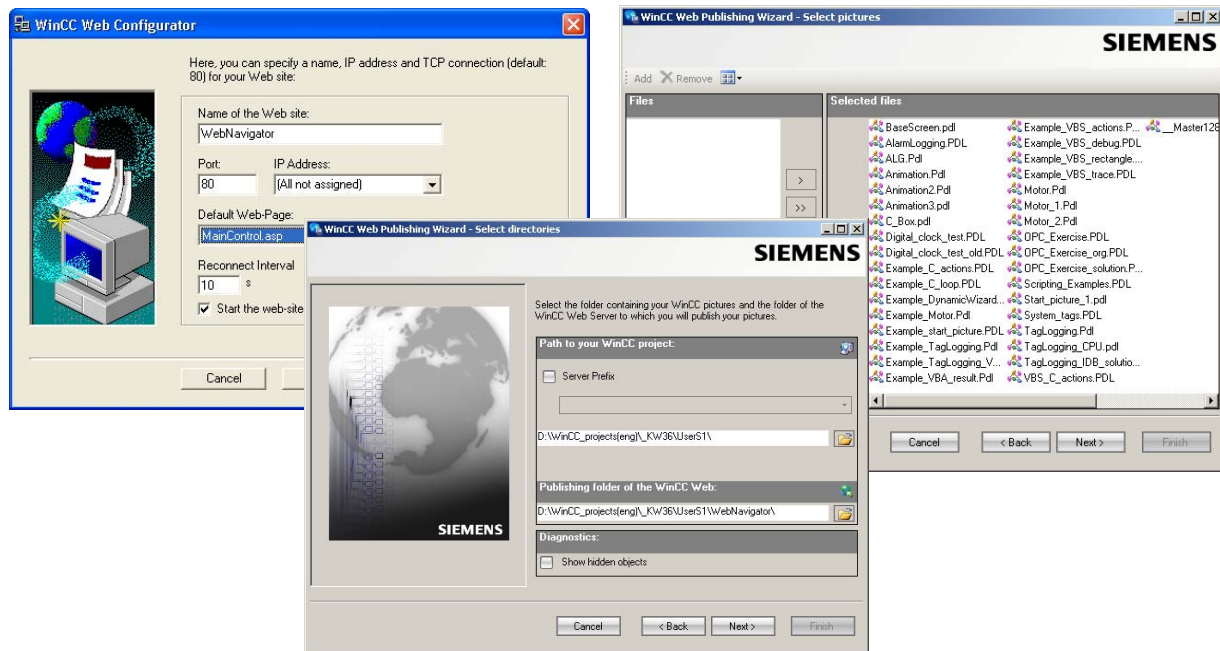 WinCC Web Configurator
Here, you can specify a name, IP address and TCP connection (default:
80) for your Web site:
Name of the Web site:
WebNavigator
Port:
IP Address:
80
(All not assigned)
Default Web-Page:
MainControl.asp
Reconnect Interval
10
s
Start the web-site
Cancel
WinCC Web Publishing Wizard - Select pictures
SIEMENS
Add
Remove
Files
Selected files
>
>>
BaseScreen.pdl
AlarmLogging.PDL
ALG.Pdl
Animation.Pdl
Animation2.Pdl
Animation3.pdl
C_Box.pdl
Digital_clock_test.PDL
Digital_clock_test_old.PDL
Example_C_actions.PDL
Example_C_loop.PDL
Example_DynamicWizard...
Example_Motor.Pdl
Example_start_picture.PDL
Example_TagLogging.Pdl
Example_TagLogging_V...
Example_VBA_result.Pdl
Example_VBS_actions.P...
Example_VBS_debug.PDL
Example_VBS_rectangle....
Example_VBS_trace.PDL
Motor.Pdl
Motor_1.Pdl
Motor_2.Pdl
OPC_Exercise.PDL
OPC_Exercise_org.PDL
OPC_Exercise_solution.P...
Scripting_Examples.PDL
Start_picture_1.pdl
System_tags.PDL
TagLogging.Pdl
TagLogging_CPU.pdl
TagLogging_IDB_solutio...
VBS_C_actions.PDL
__Master128
Cancel
< Back
Next >
Finish
WinCC Web Publishing Wizard - Select directories
SIEMENS
Select the folder containing your WinCC pictures and the folder of the
WinCC Web Server to which you will publish your pictures.
Path to your WinCC project:
Server Prefix
D:\WinCC_projects(eng)\_KW36\UserS1\
Publishing folder of the WinCC Web:
D:\WinCC_projects(eng)\_KW36\UserS1\WebNavigator\
Diagnostics:
Show hidden objects
SIEMENS
Cancel
< Back
Next >
Finish